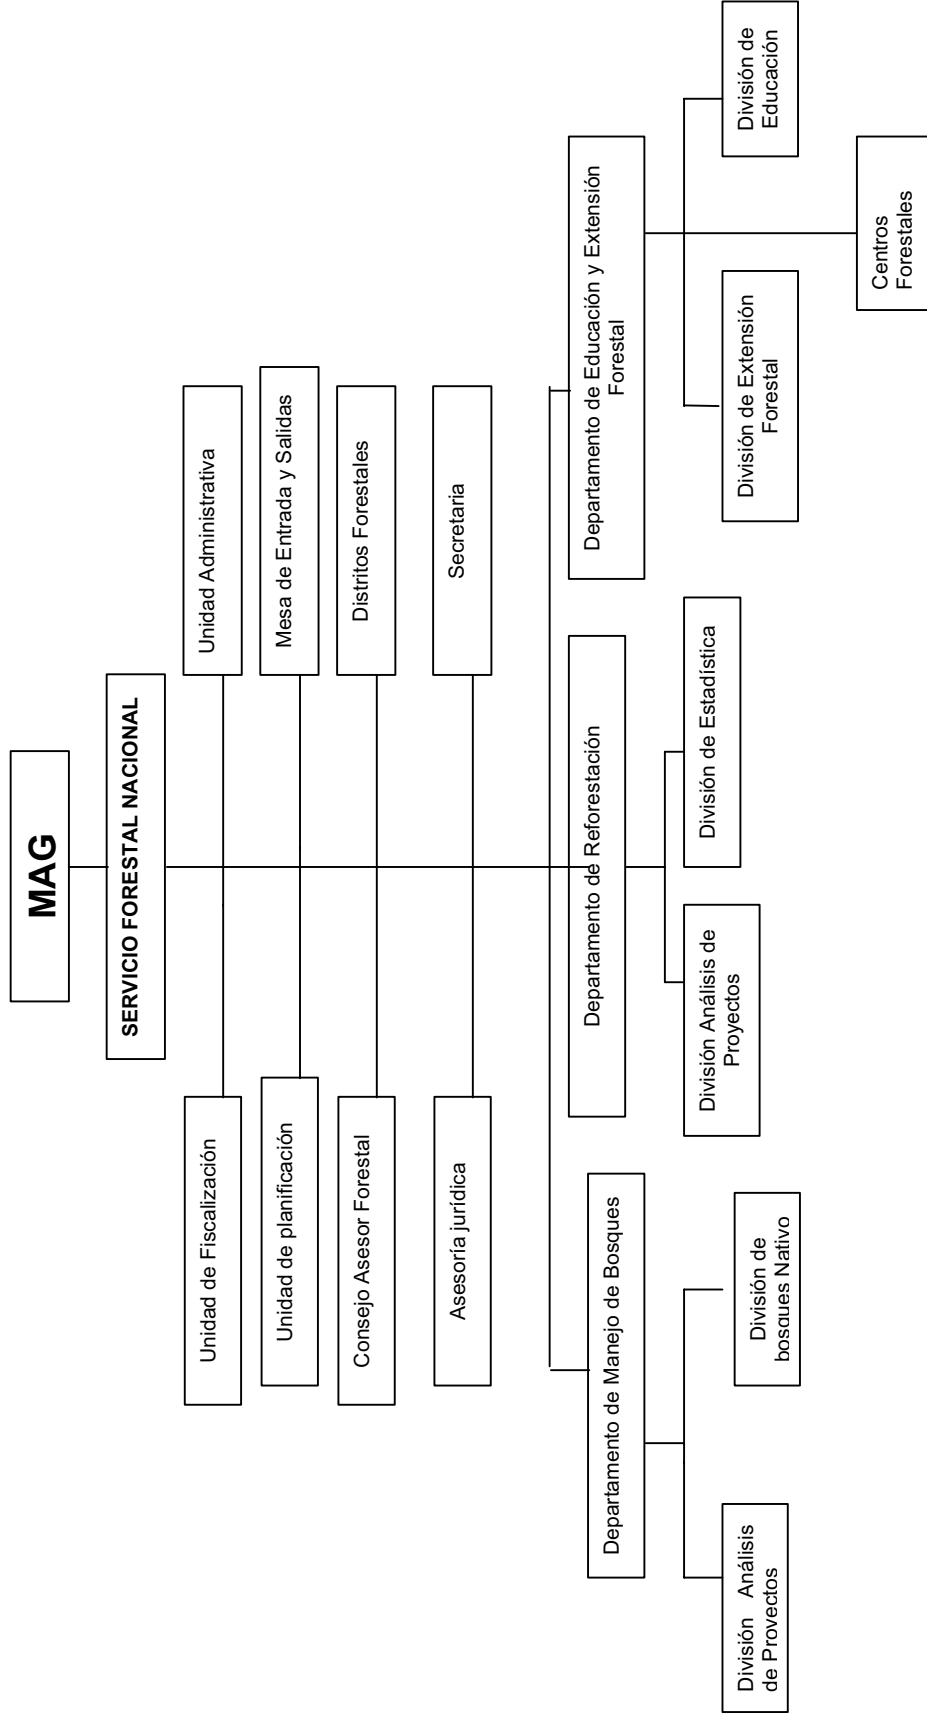 MAG
SERVICIO FORESTAL NACIONAL
Unidad de Fiscalización
Unidad Administrativa
Unidad de planificación
Mesa de Entrada y Salidas
Consejo Asesor Forestal
Distritos Forestales
Asesoría jurídica
Secretaria
Departamento de Manejo de Bosques
Departamento de Reforestación
Departamento de Educación y Extensión
Forestal
División Análisis
de Proyectos
División de
bosques Nativo
División Análisis de
Proyectos
División de Estadística
División de Extensión
Forestal
División de
Educación
Centros
Forestales